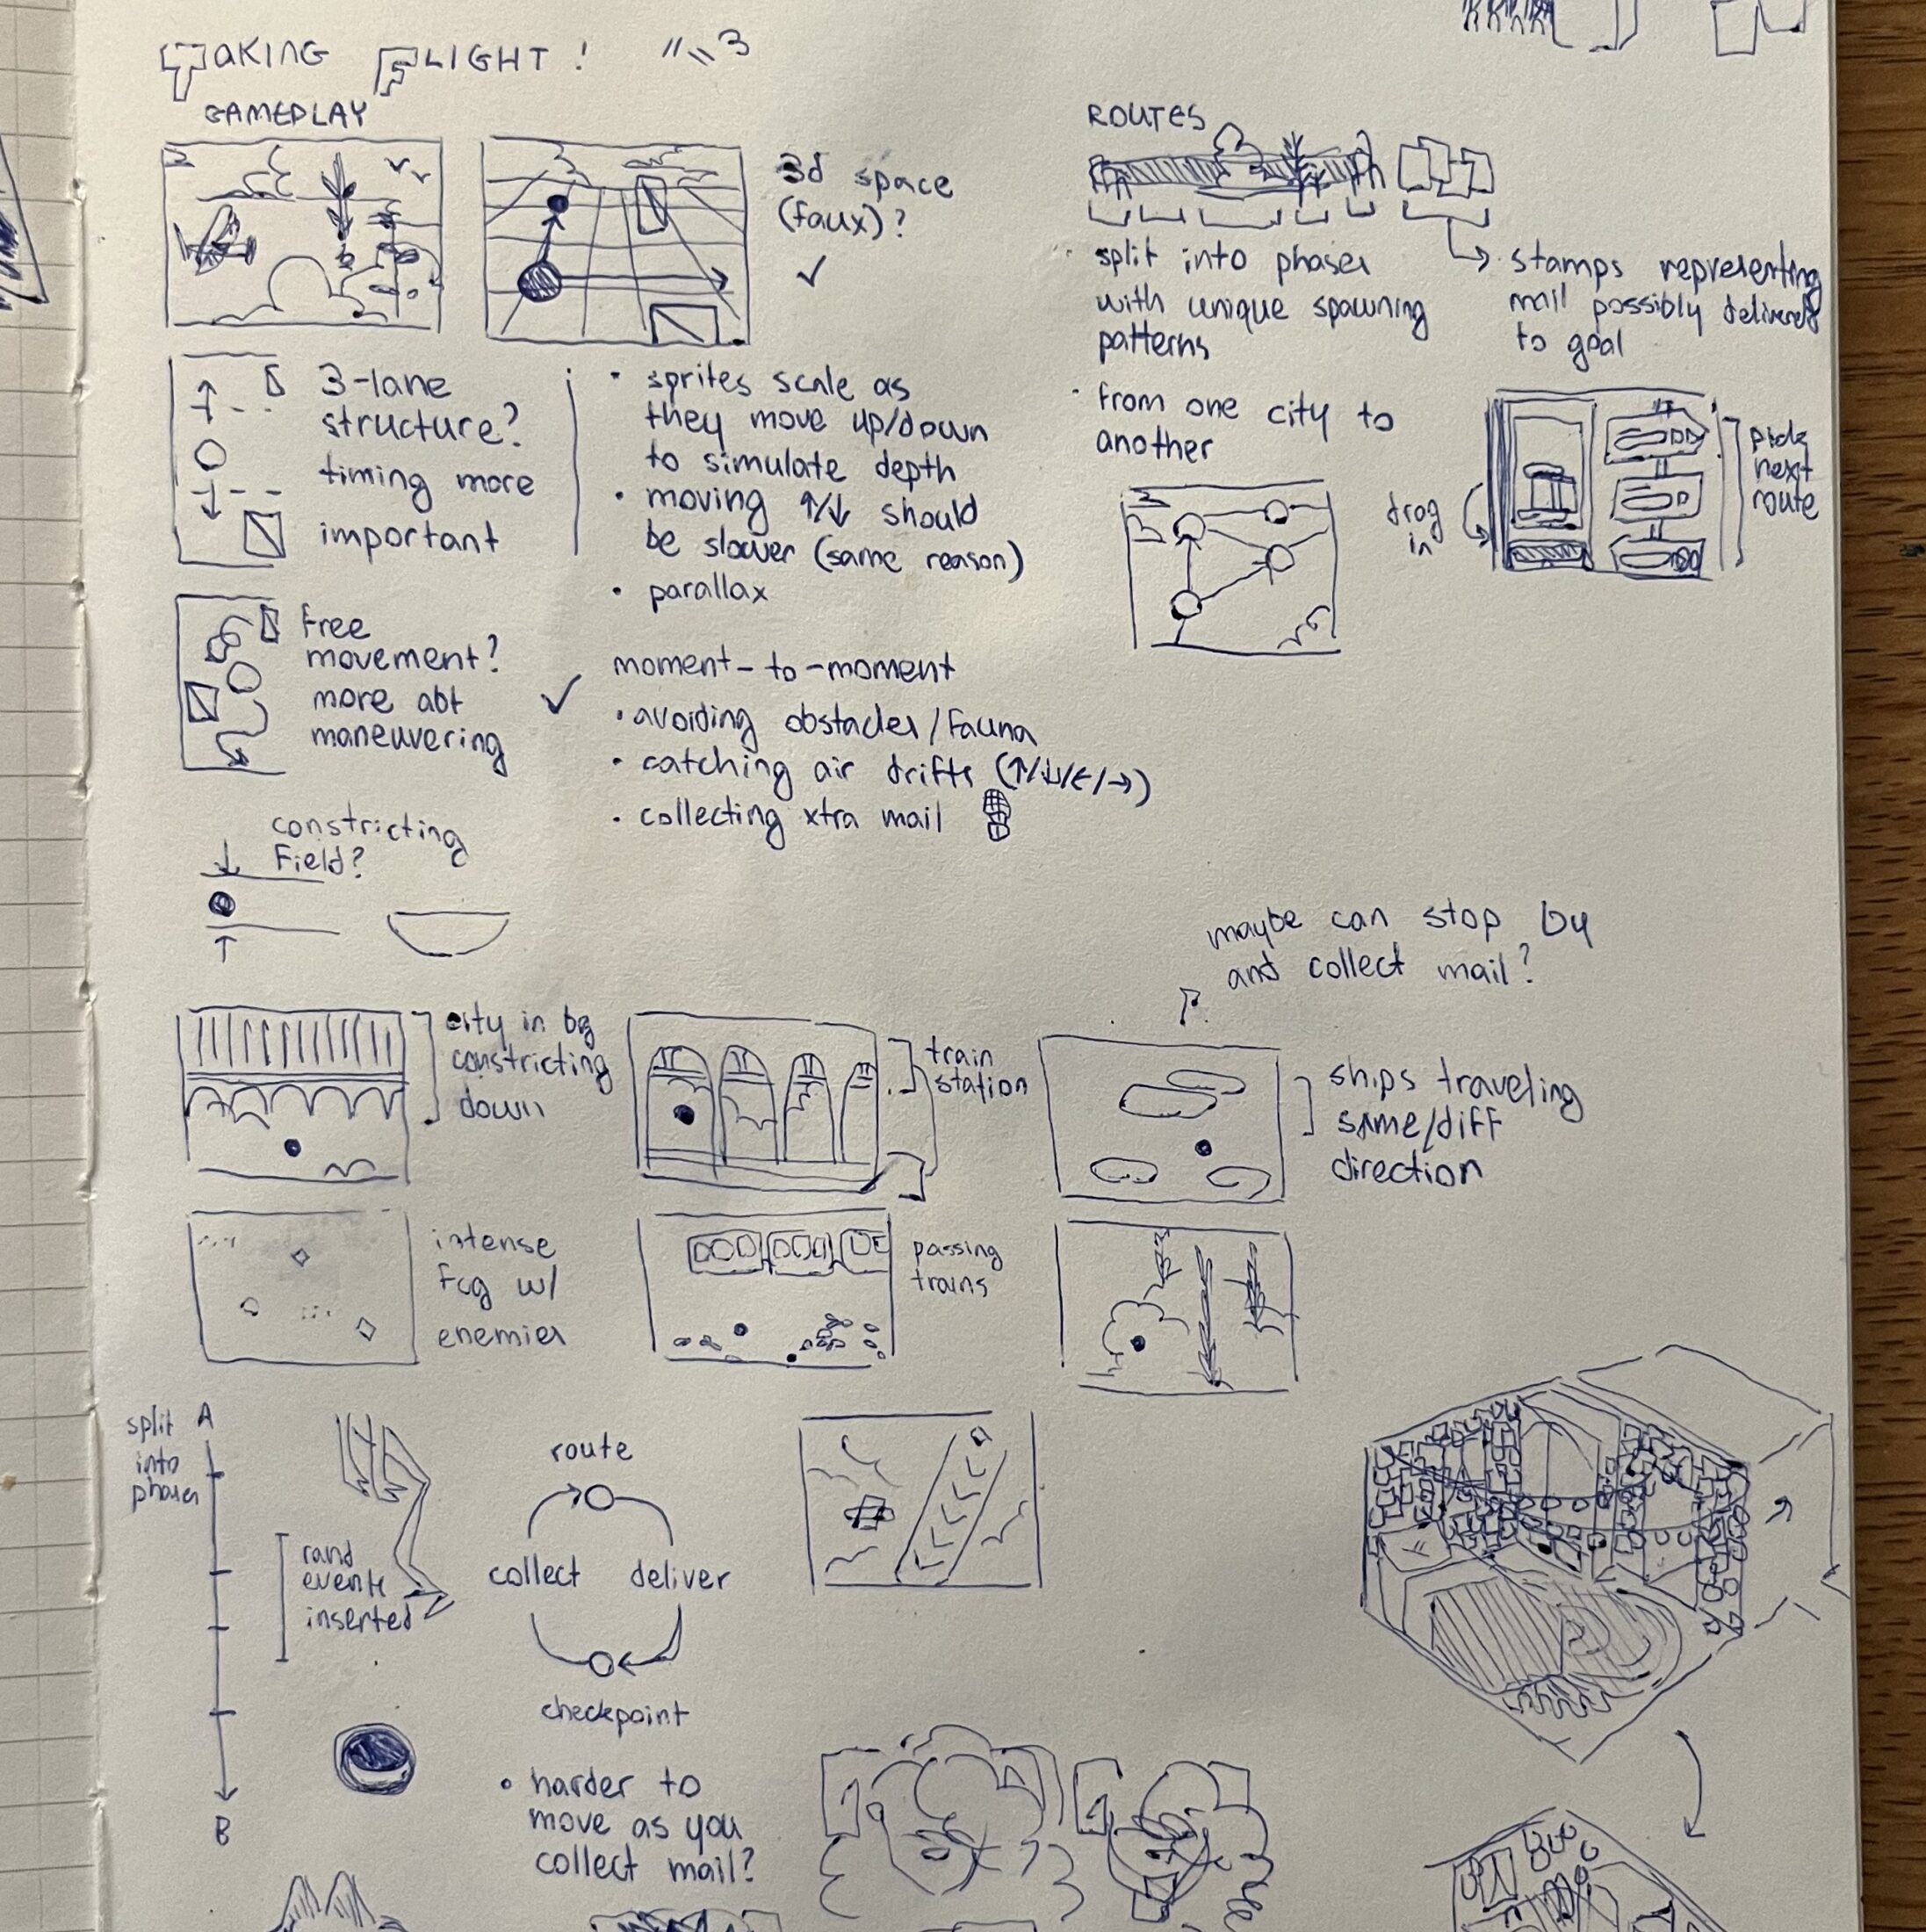 TAKING FLIGHT!
GAMEPLAY
3d space
(faux)?
✓
3-lane
structure?
timing more
important
• sprites scale as
they move up/down
to simulate depth
• moving ↑/↓ should
be slower (same reason)
• parallax
free
movement?
more abt
maneuvering
✓
moment-to-moment
• avoiding obstacles/fauna
• catching air drifts (↑/↓/←/→)
• collecting xtra mail
constricting
field?
ROUTES
• split into phases
with unique spawning
patterns
→ stamps representing
mail possibly delivered
to goal
• from one city to
another
drag
in
pick
next
route
city in bg
constricting
down
train
station
maybe can stop by
and collect mail?
ships traveling
same/diff
direction
intense
fog w/
enemies
passing
trains
split
into
phases
A
B
rand
events
inserted
route
collect
deliver
checkpoint
• harder to
move as you
collect mail?